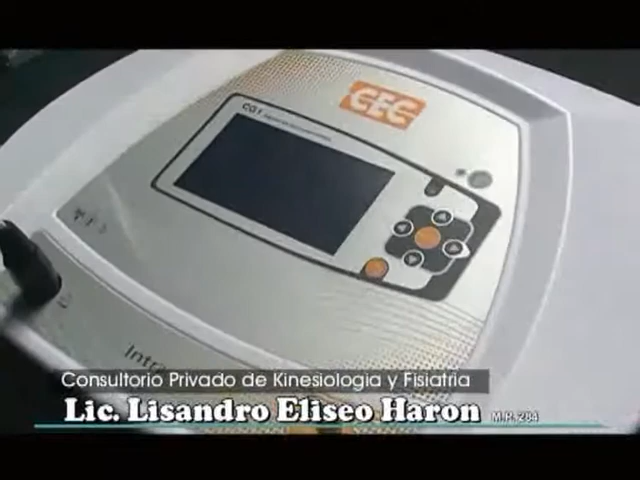 CEC
Consultorio Privado de Kinesiologia y Fisiatria
Lic. Lisandro Eliseo Haron
M.P. 284